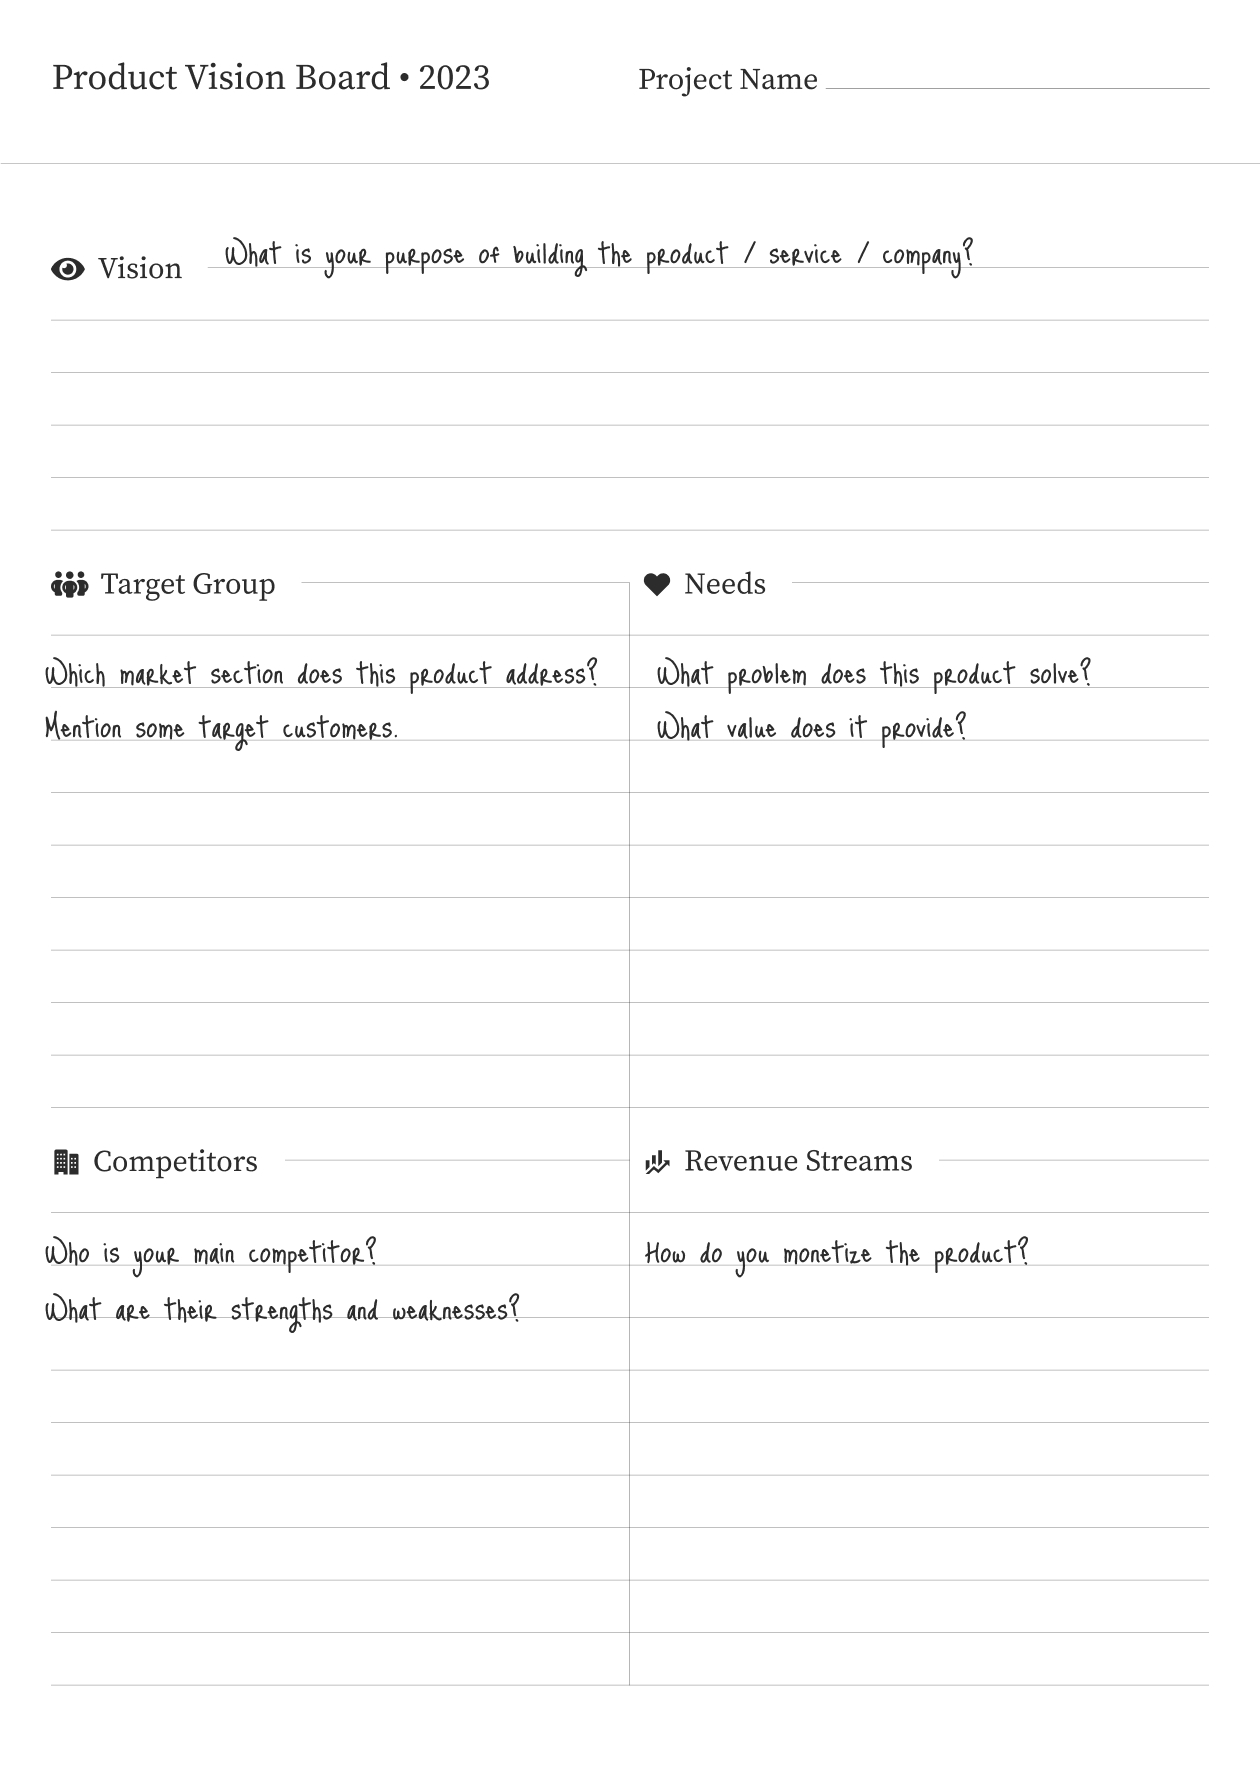 Product Vision Board • 2023
Project Name
Vision
What is your purpose of building the product / service / company?
Target Group
Which market section does this product address?
Mention some target customers.
Needs
What problem does this product solve?
What value does it provide?
Competitors
Who is your main competitor?
What are their strengths and weaknesses?
Revenue Streams
How do you monetize the product?